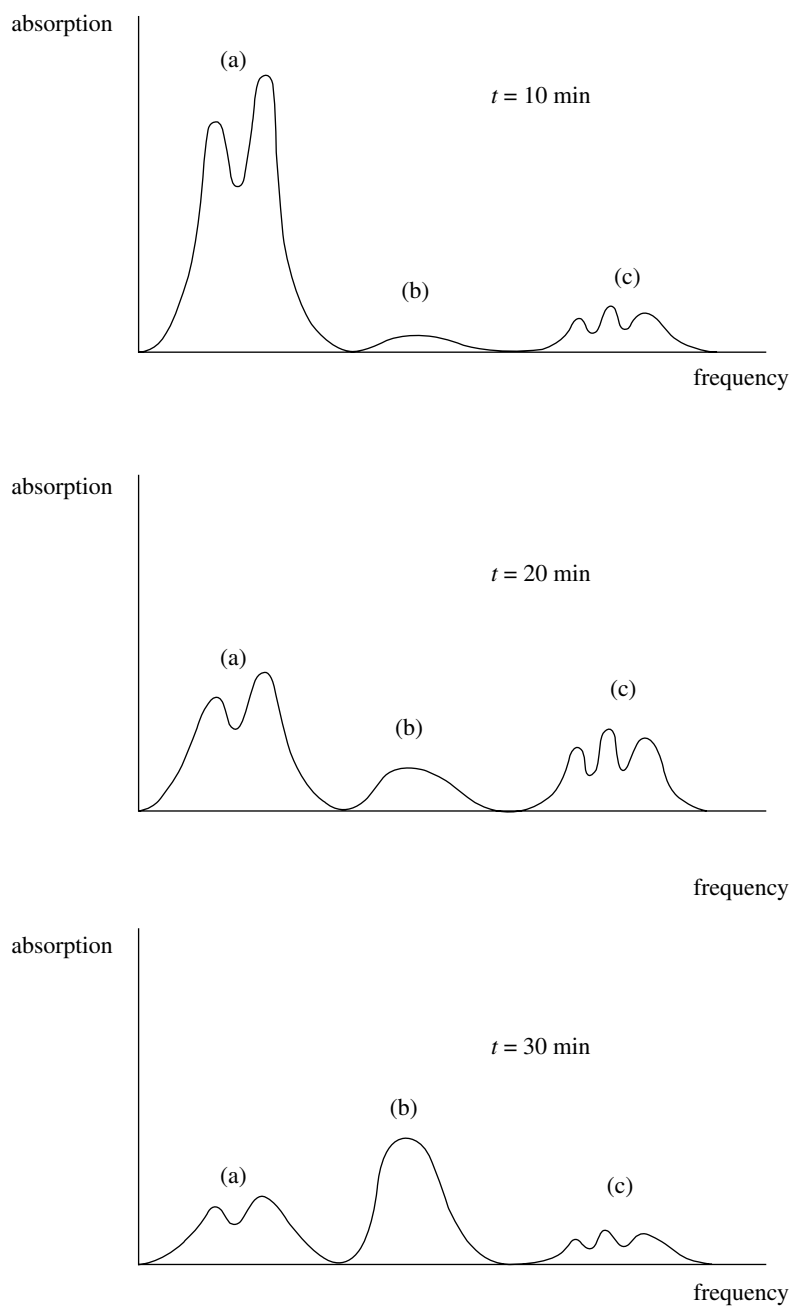 absorption
(a)
t = 10 min
(b)
(c)
frequency
absorption
t = 20 min
(a)
(b)
(c)
frequency
absorption
t = 30 min
(b)
(a)
(c)
frequency